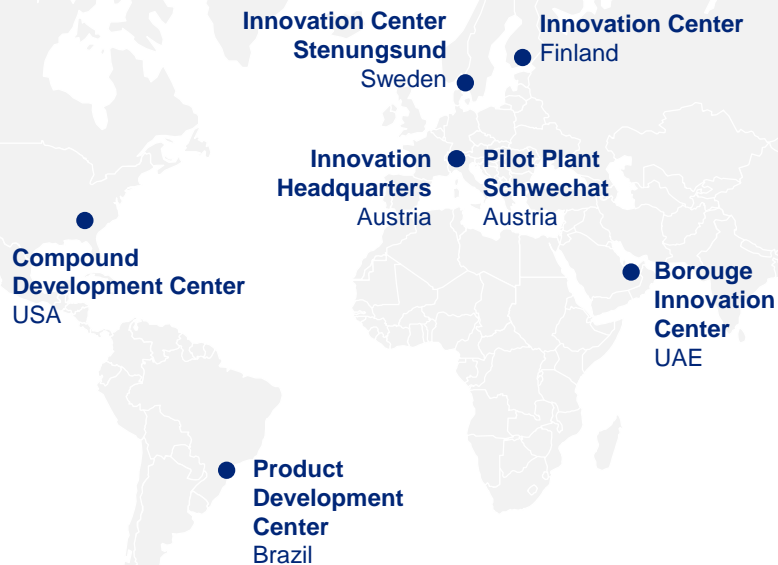 Innovation Center
Stenungsund
Sweden
Innovation Center
Finland
Innovation
Headquarters
Austria
Pilot Plant
Schwechat
Austria
Compound
Development Center
USA
Borouge
Innovation
Center
UAE
Product
Development
Center
Brazil